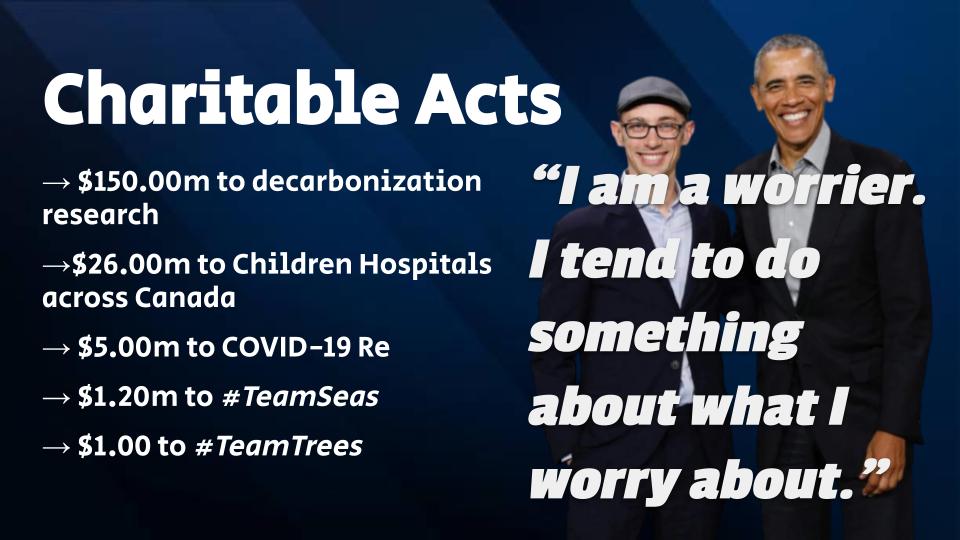 Charitable Acts
→ $150.00m to decarbonization
research
→$26.00m to Children Hospitals
across Canada
→ $5.00m to COVID-19 Re
→ $1.20m to #TeamSeas
→ $1.00 to #TeamTrees
“I am a worrier.
I tend to do
something
about what I
worry about.”